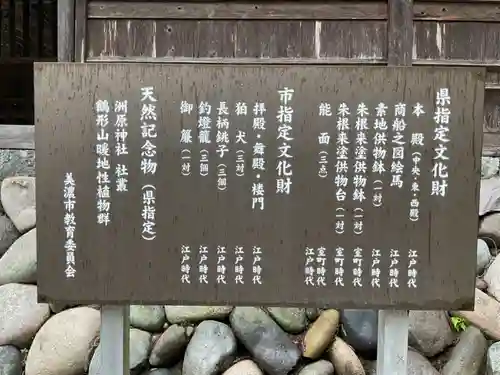 県指定文化財
本殿（中央・東・西殿） 江戸時代
商船之図絵馬 江戸時代
素地供物鉢（一対） 江戸時代
朱根来塗供物鉢（一対） 室町時代
朱根来塗供物台（一対） 室町時代
能面（三点） 室町時代 江戸時代
市指定文化財
拝殿・舞殿・楼門 江戸時代
狛犬（一対） 江戸時代
長柄銚子（三個） 江戸時代
釣燈籠（三個） 江戸時代
御簾（一対） 江戸時代
天然記念物（県指定）
洲原神社 社叢
鶴形山暖地性植物群
美濃市教育委員会